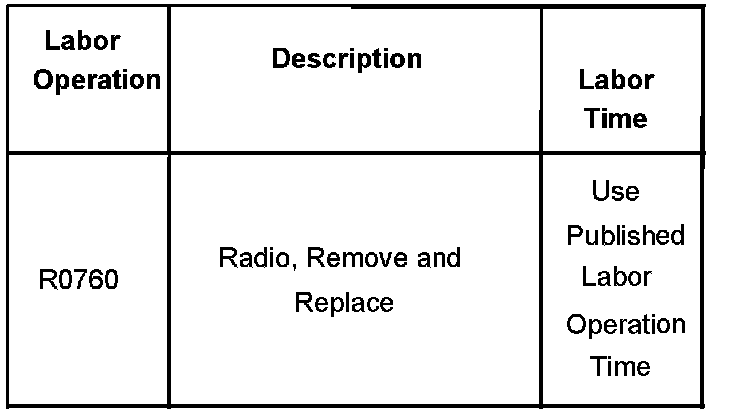 Labor
Operation
Description
Labor
Time
R0760
Radio, Remove and
Replace
Use
Published
Labor
Operation
Time